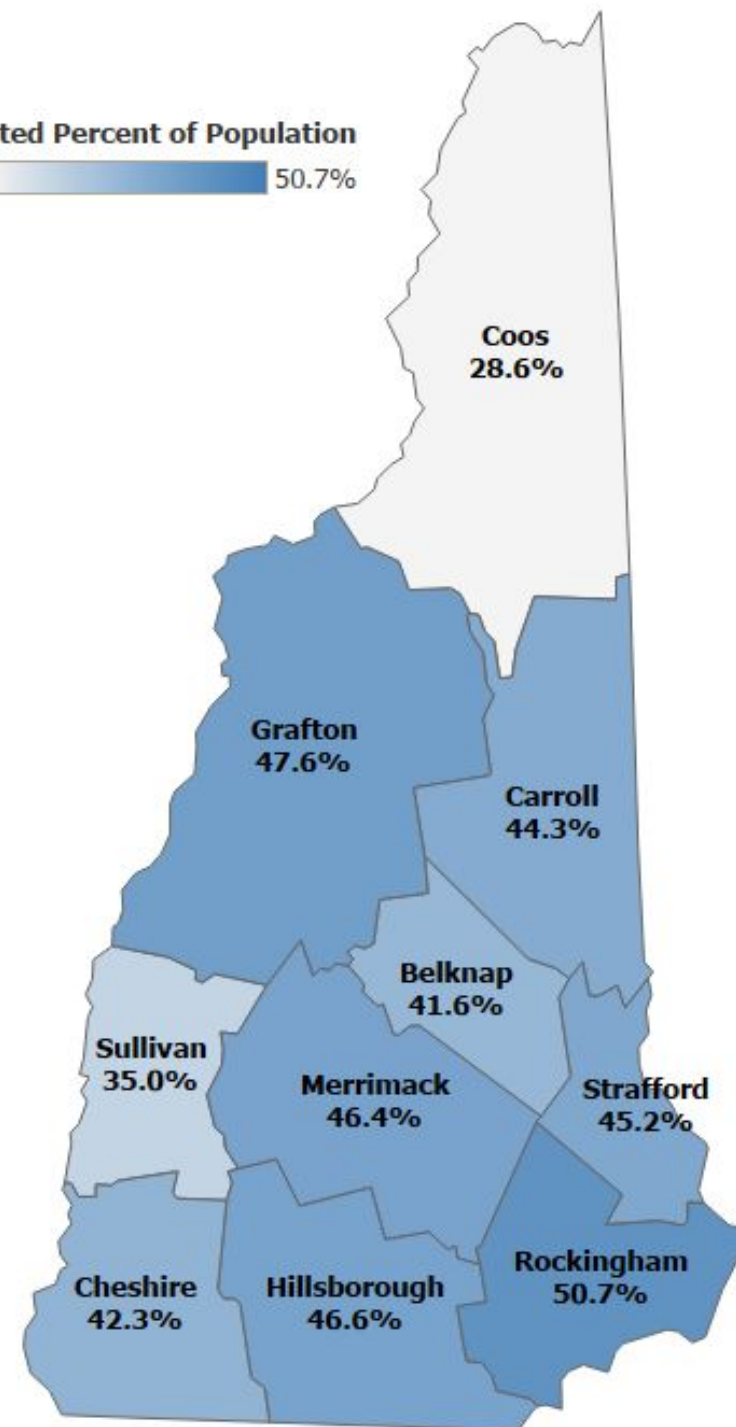 ted Percent of Population
50.7%
Coos
28.6%
Grafton
47.6%
Carroll
44.3%
Belknap
41.6%
Sullivan
35.0%
Merrimack
46.4%
Strafford
45.2%
Cheshire
42.3%
Hillsborough
46.6%
Rockingham
50.7%